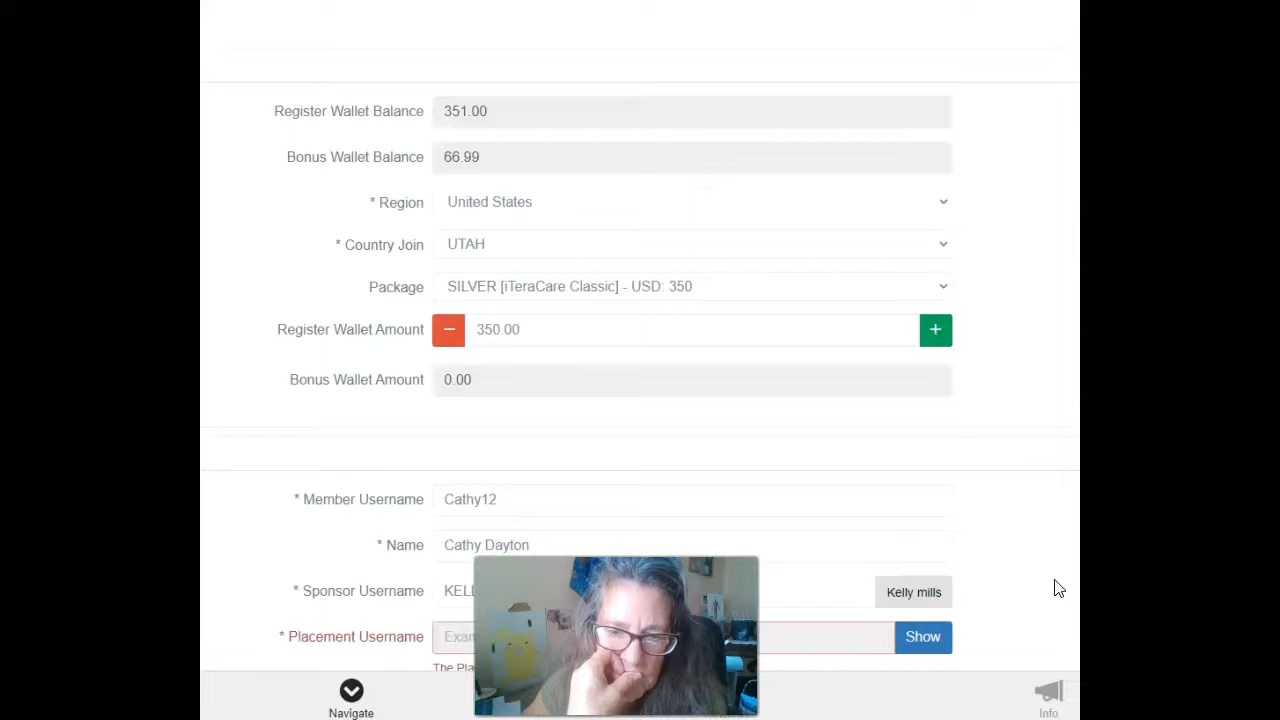 Register Wallet Balance 351.00
Bonus Wallet Balance 66.99
* Region United States
* Country Join UTAH
Package SILVER [iTeraCare Classic] - USD: 350
Register Wallet Amount − 350.00 +
Bonus Wallet Amount 0.00
* Member Username Cathy12
* Name Cathy Dayton
* Sponsor Username Kelly mills
* Placement Username Show
The
Navigate Info